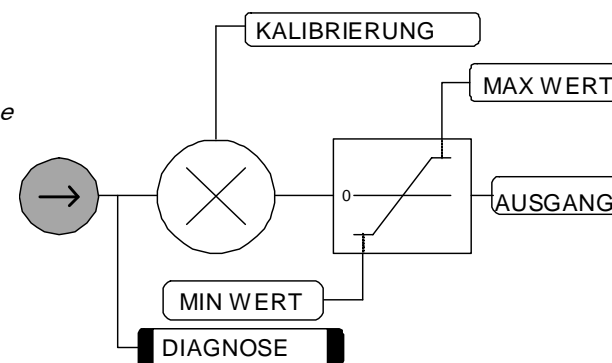 KALIBRIERUNG
MAX WERT
e
0
AUSGANG
MIN WERT
DIAGNOSE